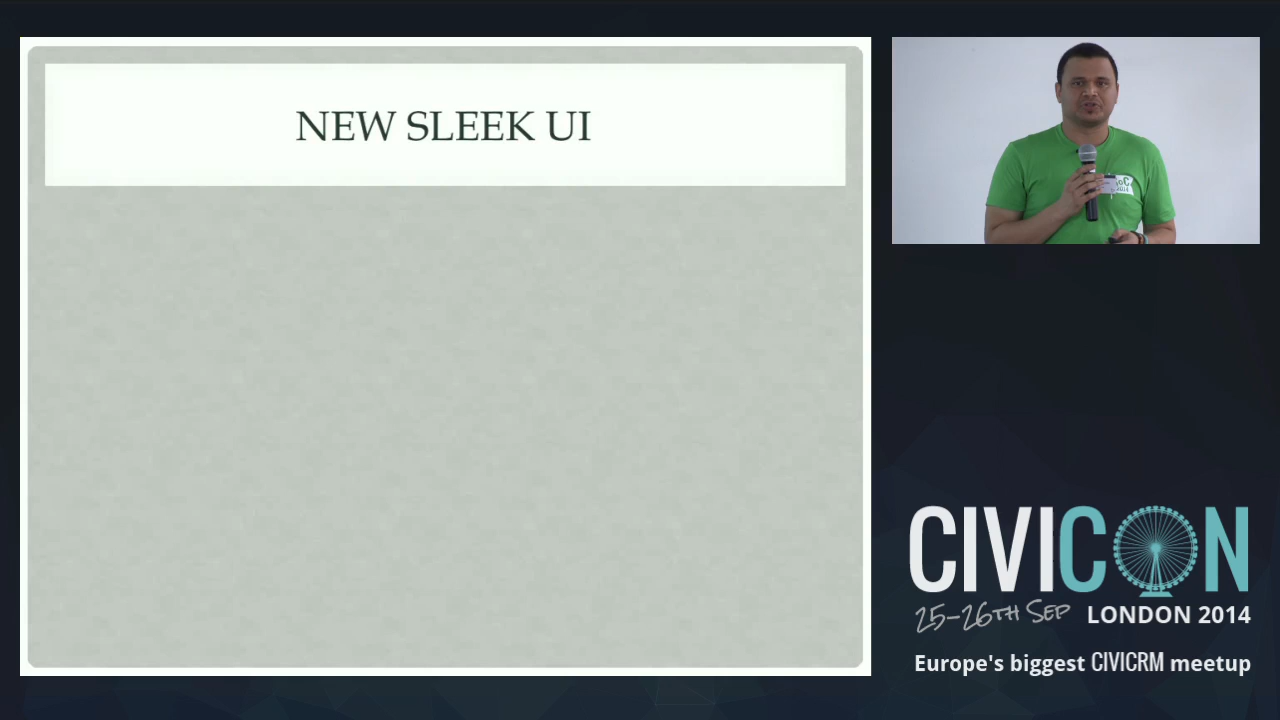 NEW SLEEK UI
CIVICON
25-26TH SEP LONDON 2014
Europe's biggest CIVICRM meetup